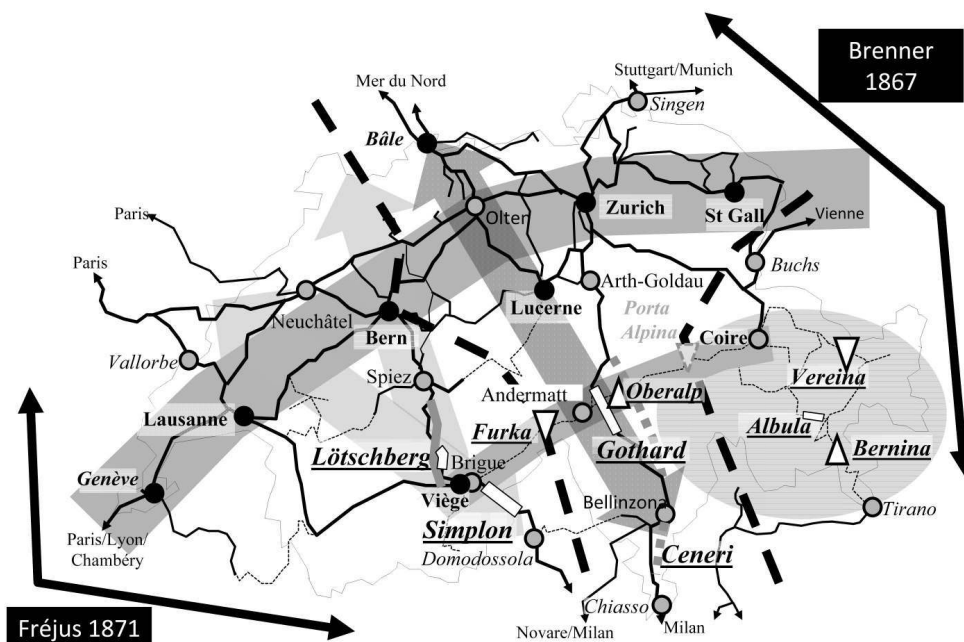 Brenner
1867
Mer du Nord
Stuttgart/Munich
Singen
Bâle
Paris
Olten
Zurich
St Gall
Vienne
Paris
Buchs
Neuchâtel
Bern
Lucerne
Arth-Goldau
Porta
Alpina
Coire
Vallorbe
Spiez
Andermatt
Oberalp
Vereina
Lausanne
Furka
Albula
Lötschberg
Brigue
Gothard
Bernina
Genève
Viège
Bellinzona
Tirano
Simplon
Paris/Lyon/
Chambéry
Domodossola
Ceneri
Chiasso
Fréjus 1871
Novare/Milan
Milan